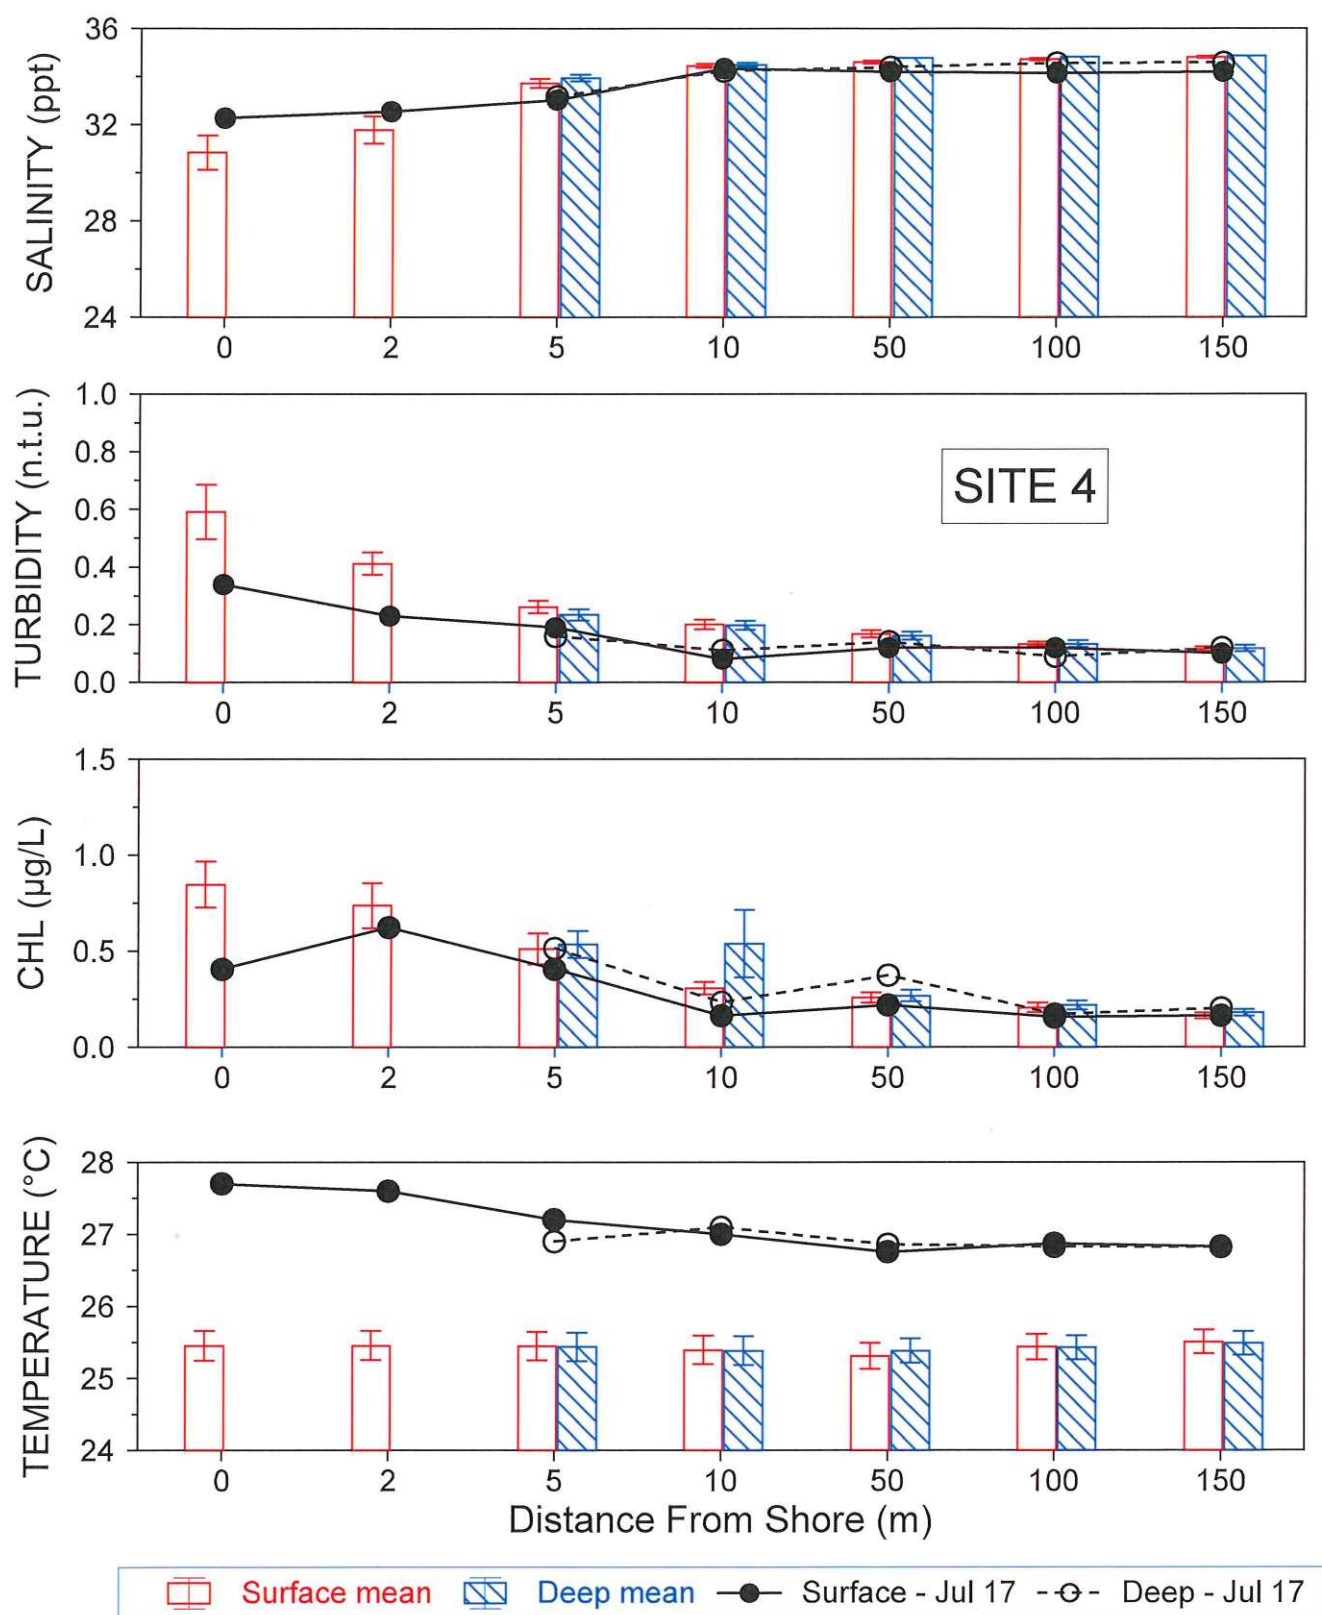 SALINITY (ppt)
36
32
28
24
0 2 5 10 50 100 150
TURBIDITY (n.t.u.)
1.0
0.8
0.6
0.4
0.2
0.0
SITE 4
0 2 5 10 50 100 150
CHL (µg/L)
1.5
1.0
0.5
0.0
0 2 5 10 50 100 150
TEMPERATURE (°C)
28
27
26
25
24
0 2 5 10 50 100 150
Distance From Shore (m)
Surface mean Deep mean Surface - Jul 17 Deep - Jul 17